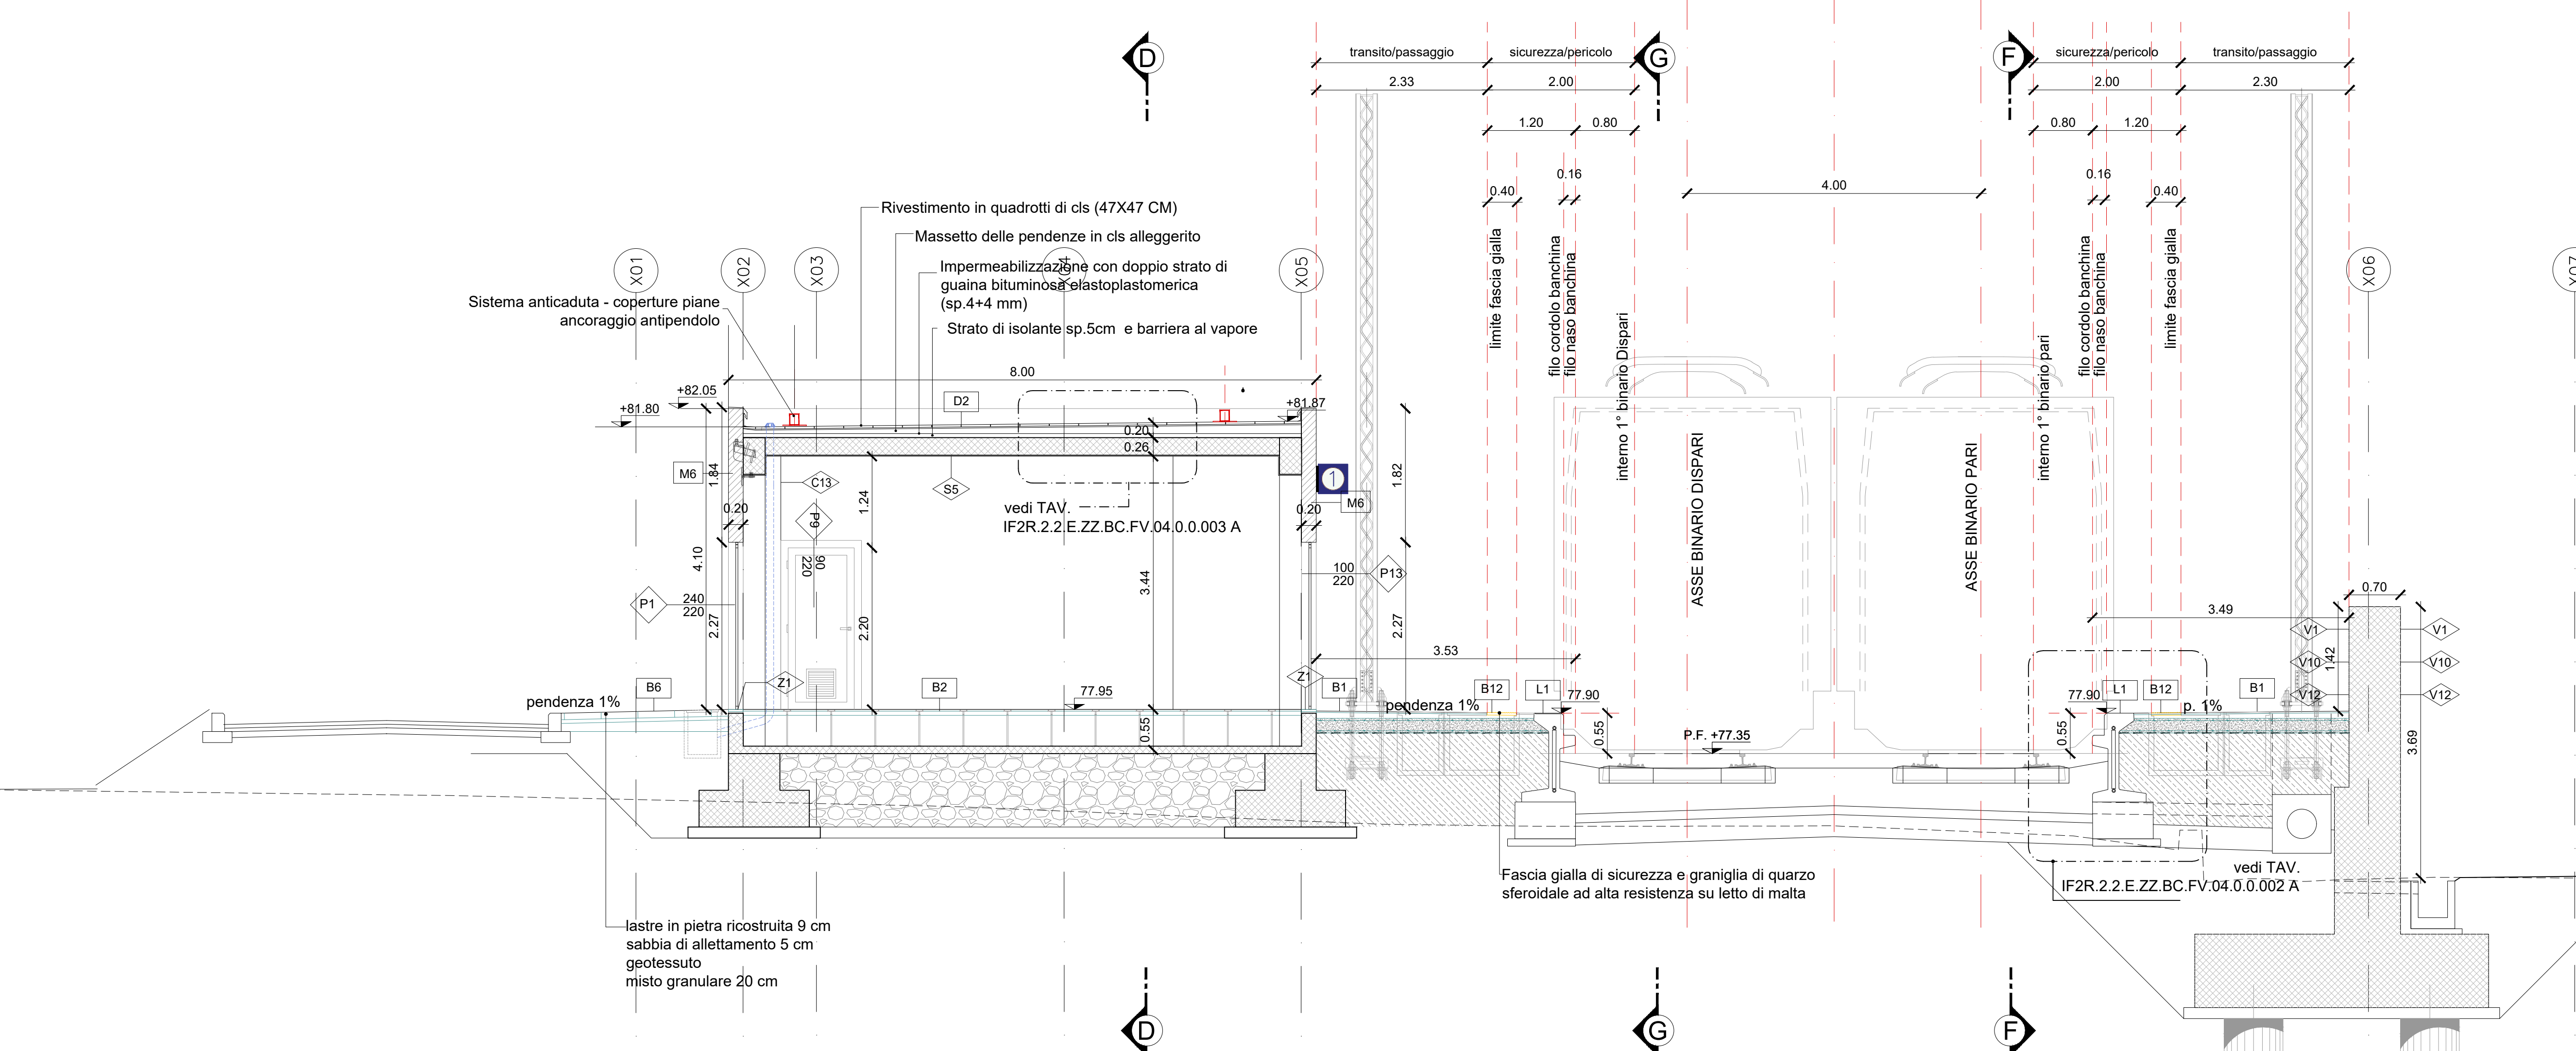 D
G
F
transito/passaggio
sicurezza/pericolo
sicurezza/pericolo
transito/passaggio
2.33
2.00
2.00
2.30
1.20
0.80
0.80
1.20
0.16
0.16
0.40
4.00
0.40
Rivestimento in quadrotti di cls (47X47 CM)
Massetto delle pendenze in cls alleggerito
Impermeabilizzazione con doppio strato di
guaina bituminosa elastoplastomerica
(sp.4+4 mm)
Strato di isolante sp.5cm e barriera al vapore
Sistema anticaduta - coperture piane
ancoraggio antipendolo
X01
X02
X03
X04
X05
X06
X07
limite fascia gialla
filo cordolo banchina
filo naso banchina
interno 1° binario Dispari
interno 1° binario pari
filo cordolo banchina
filo naso banchina
limite fascia gialla
8.00
+82.05
+81.80
+81.87
D2
0.20
0.26
M6
1.84
C13
S5
1
M6
1.82
P9
1.24
0.20
0.20
vedi TAV.
IF2R.2.2.E.ZZ.BC.FV.04.0.0.003 A
ASSE BINARIO DISPARI
ASSE BINARIO PARI
4.10
90
220
3.44
100
220
P13
P1
240
220
2.27
2.20
2.27
0.70
3.49
V1
V1
3.53
1.42
V10
V10
V12
V12
pendenza 1%
B6
Z1
B2
77.95
Z1
B1
pendenza 1%
B12
L1
77.90
77.90
L1
B12
B1
p. 1%
0.55
0.55
P.F. +77.35
0.55
3.69
Fascia gialla di sicurezza e graniglia di quarzo
sferoidale ad alta resistenza su letto di malta
vedi TAV.
IF2R.2.2.E.ZZ.BC.FV.04.0.0.002 A
lastre in pietra ricostruita 9 cm
sabbia di allettamento 5 cm
geotessuto
misto granulare 20 cm
D
G
F